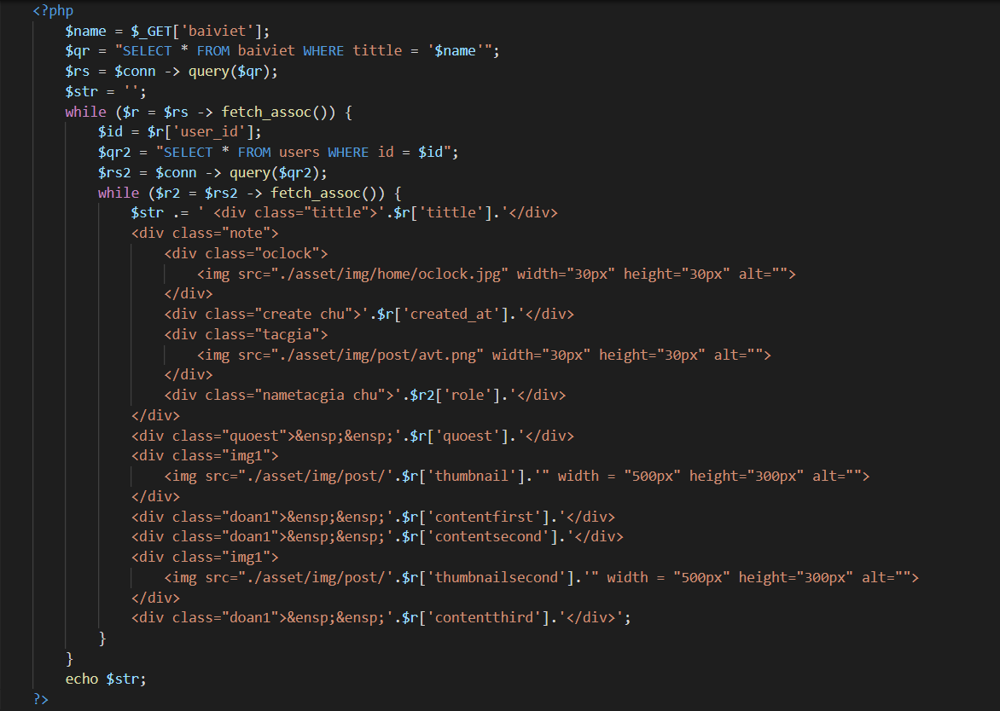 <?php
$name = $_GET['baiviet'];
$qr = "SELECT * FROM baiviet WHERE tittle = '$name'";
$rs = $conn -> query($qr);
$str = '';
while ($r = $rs -> fetch_assoc()) {
$id = $r['user_id'];
$qr2 = "SELECT * FROM users WHERE id = $id";
$rs2 = $conn -> query($qr2);
while ($r2 = $rs2 -> fetch_assoc()) {
$str .= ' <div class="tittle">'.$r['tittle'].'</div>
<div class="note">
<div class="oclock">
<img src="./asset/img/home/oclock.jpg" width="30px" height="30px" alt="">
</div>
<div class="create chu">'.$r['created_at'].'</div>
<div class="tacgia">
<img src="./asset/img/post/avt.png" width="30px" height="30px" alt="">
</div>
<div class="nametacgia chu">'.$r2['role'].'</div>
</div>
<div class="quoest">&ensp;&ensp;'.$r['quoest'].'</div>
<div class="img1">
<img src="./asset/img/post/'.$r['thumbnail'].'" width = "500px" height="300px" alt="">
</div>
<div class="doan1">&ensp;&ensp;'.$r['contentfirst'].'</div>
<div class="doan1">&ensp;&ensp;'.$r['contentsecond'].'</div>
<div class="img1">
<img src="./asset/img/post/'.$r['thumbnailsecond'].'" width = "500px" height="300px" alt="">
</div>
<div class="doan1">&ensp;&ensp;'.$r['contentthird'].'</div>';
}
}
echo $str;
?>